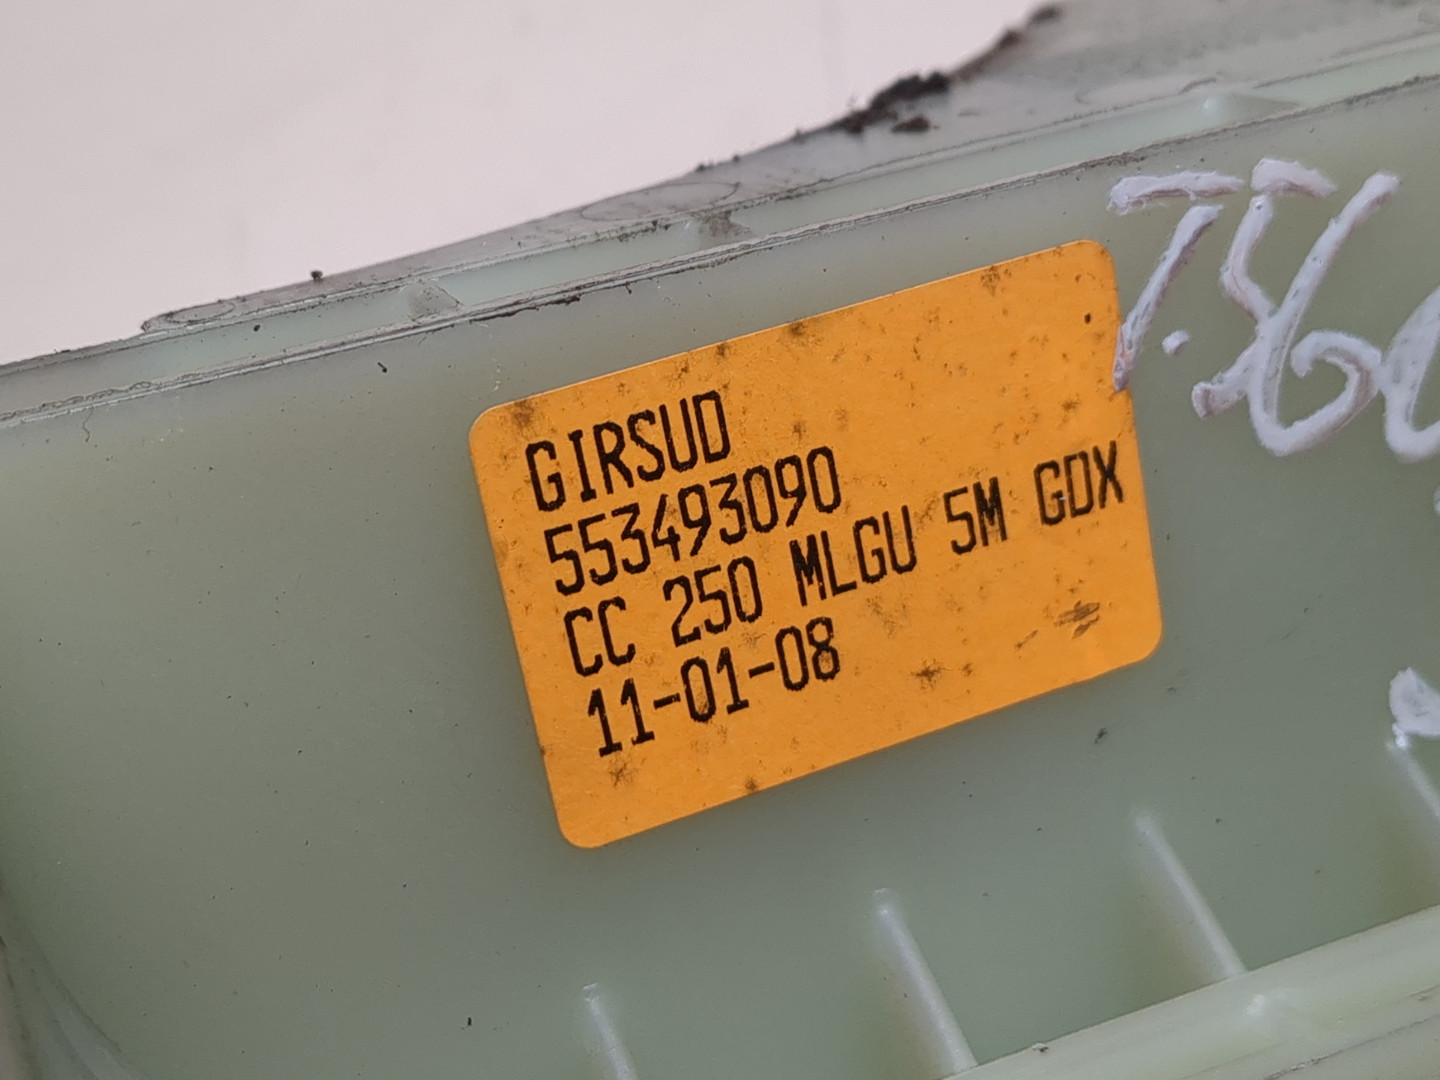 GIRSUD
553493090
CC 250 MLGU 5M GDX
11-01-08